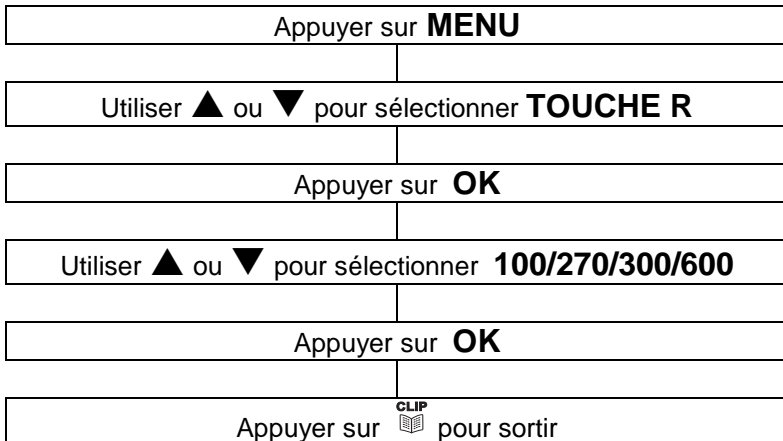 Appuyer sur MENU
Utiliser ▲ ou ▼ pour sélectionner TOUCHE R
Appuyer sur OK
Utiliser ▲ ou ▼ pour sélectionner 100/270/300/600
Appuyer sur OK
Appuyer sur CLIP pour sortir